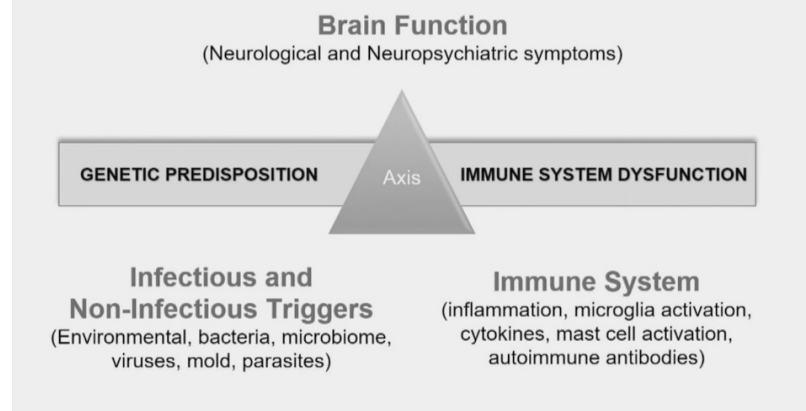 Brain Function
(Neurological and Neuropsychiatric symptoms)
GENETIC PREDISPOSITION
Axis
IMMUNE SYSTEM DYSFUNCTION
Infectious and
Non-Infectious Triggers
(Environmental, bacteria, microbiome,
viruses, mold, parasites)
Immune System
(inflammation, microglia activation,
cytokines, mast cell activation,
autoimmune antibodies)